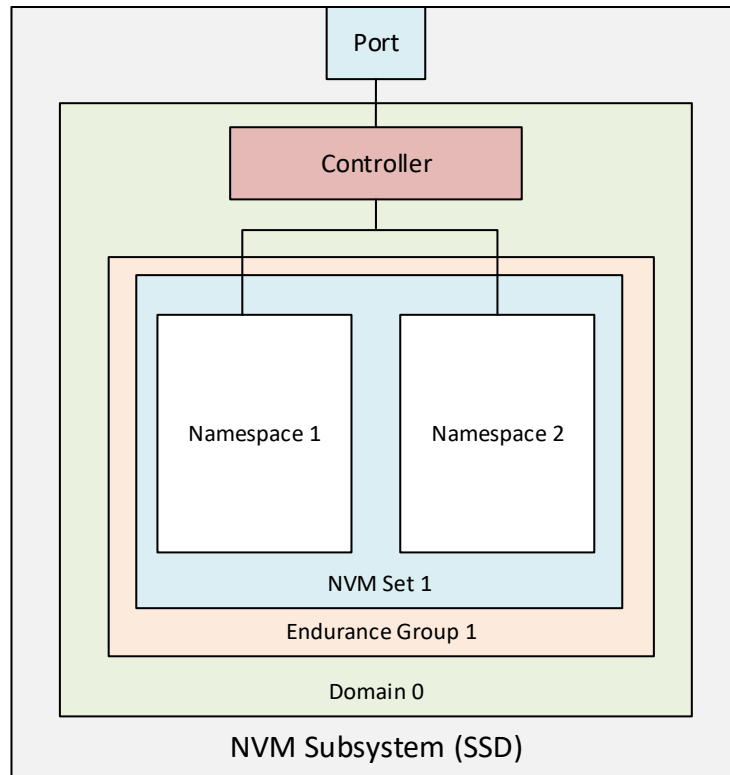 Port
Controller
Namespace 1
Namespace 2
NVM Set 1
Endurance Group 1
Domain 0
NVM Subsystem (SSD)